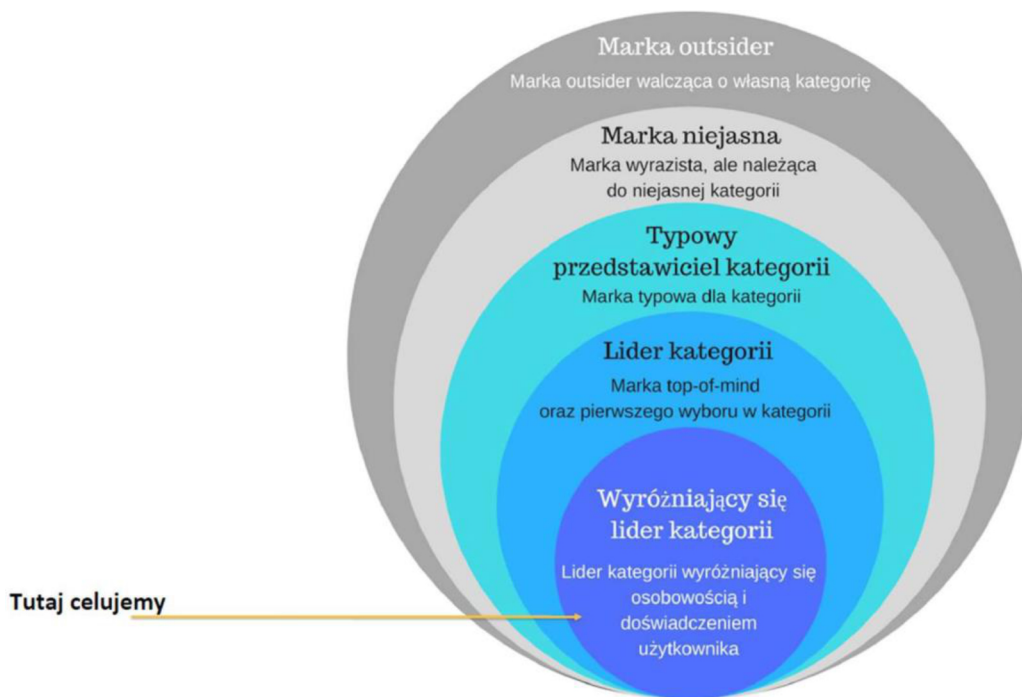 Marka outsider
Marka outsider walcząca o własną kategorię
Marka niejasna
Marka wyrazista, ale należąca
do niejasnej kategorii
Typowy
przedstawiciel kategorii
Marka typowa dla kategorii
Lider kategorii
Marka top-of-mind
oraz pierwszego wyboru w kategorii
Wyróżniający się
lider kategorii
Lider kategorii wyróżniający się
osobowością i
doświadczeniem
użytkownika
Tutaj celujemy